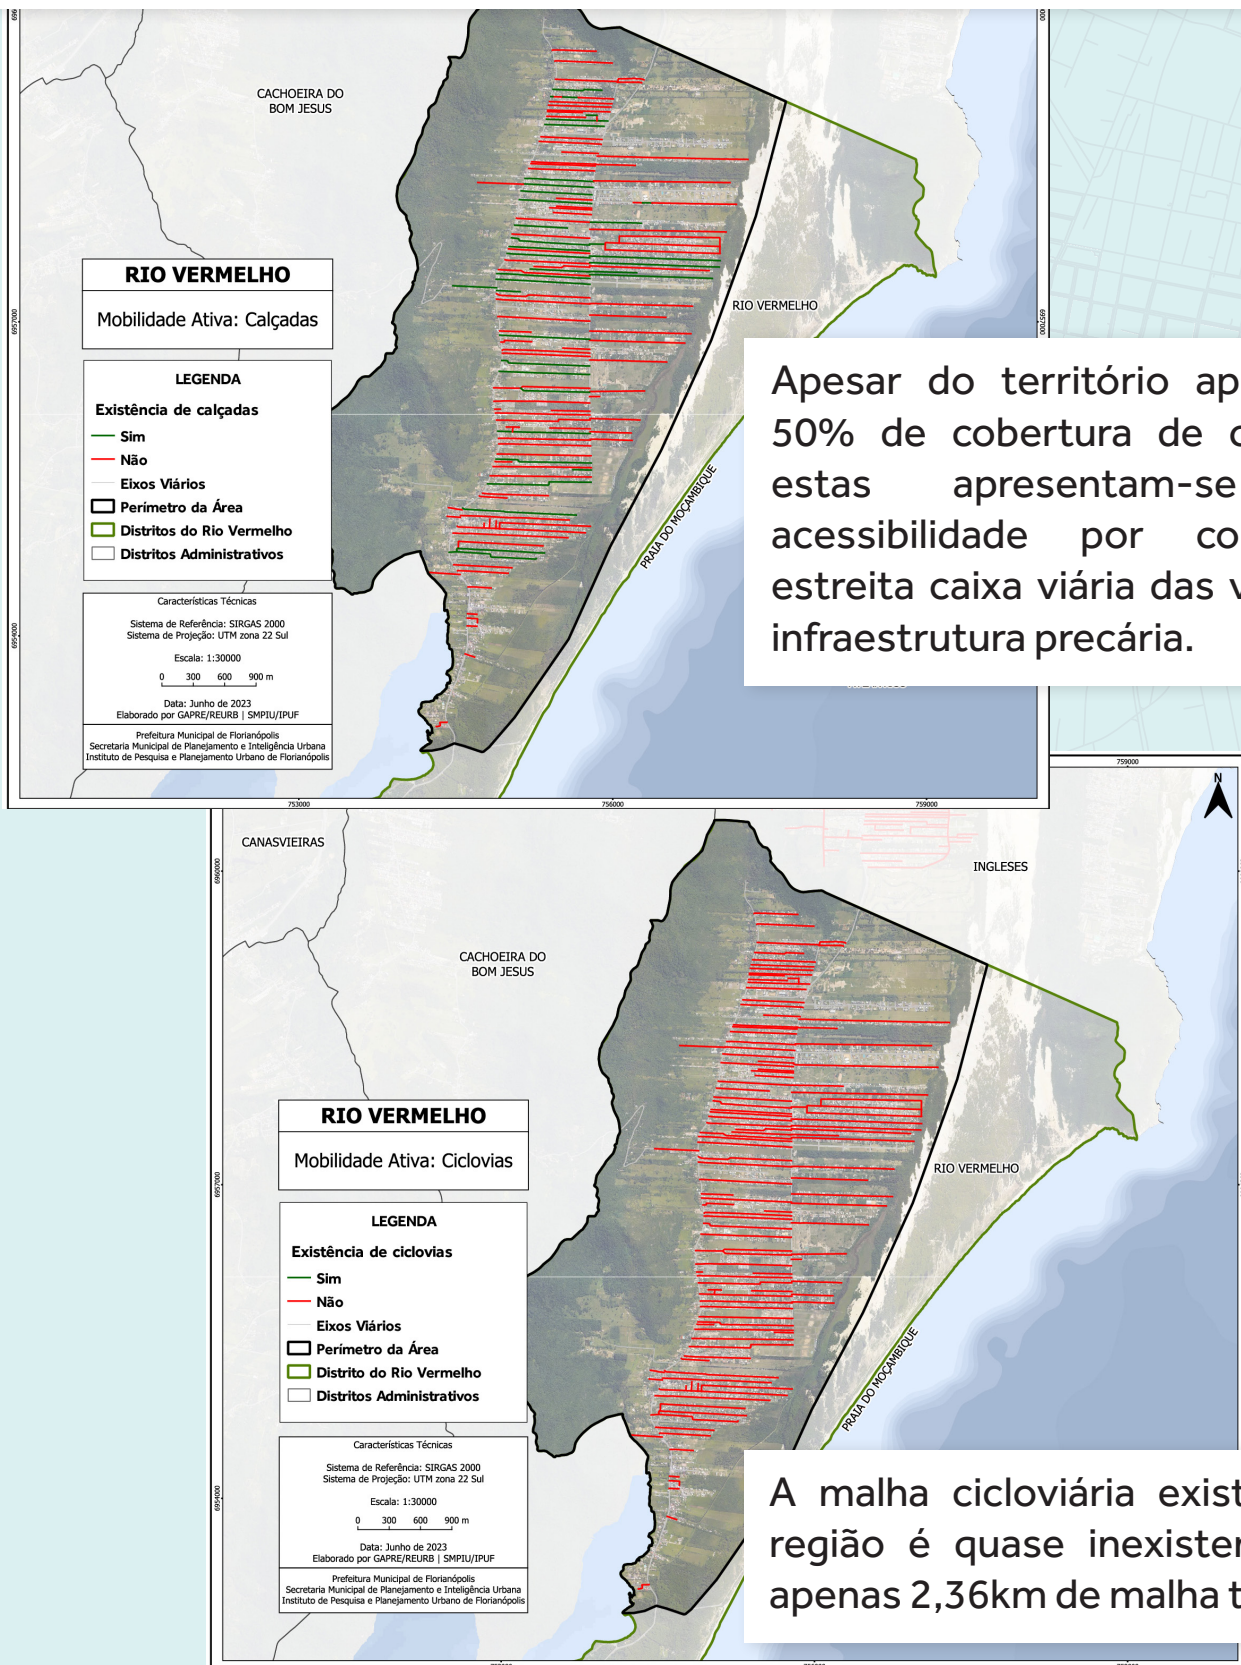 CACHOEIRA DO
BOM JESUS
RIO VERMELHO
Mobilidade Ativa: Calçadas
LEGENDA
Existência de calçadas
Sim
Não
Eixos Viários
Perímetro da Área
Distritos do Rio Vermelho
Distritos Administrativos
Características Técnicas
Sistema de Referência: SIRGAS 2000
Sistema de Projeção: UTM zona 22 Sul
Escala: 1:30000
0 300 600 900 m
Data: Junho de 2023
Elaborado por GAPRE/REURB | SMPIU/IPUF
Prefeitura Municipal de Florianópolis
Secretaria Municipal de Planejamento e Inteligência Urbana
Instituto de Pesquisa e Planejamento Urbano de Florianópolis
6957000
6954000
RIO VERMELHO
PRAIA DO MOÇAMBIQUE
6957000
753000
756000
759000
Apesar do território ap
50% de cobertura de c
estas apresentam-se
acessibilidade por co
estreita caixa viária das v
infraestrutura precária.
759000
N
CANASVIEIRAS
INGLESES
CACHOEIRA DO
BOM JESUS
RIO VERMELHO
Mobilidade Ativa: Ciclovias
LEGENDA
Existência de ciclovias
Sim
Não
Eixos Viários
Perímetro da Área
Distrito do Rio Vermelho
Distritos Administrativos
Características Técnicas
Sistema de Referência: SIRGAS 2000
Sistema de Projeção: UTM zona 22 Sul
Escala: 1:30000
0 300 600 900 m
Data: Junho de 2023
Elaborado por GAPRE/REURB | SMPIU/IPUF
Prefeitura Municipal de Florianópolis
Secretaria Municipal de Planejamento e Inteligência Urbana
Instituto de Pesquisa e Planejamento Urbano de Florianópolis
6960000
6957000
6954000
RIO VERMELHO
PRAIA DO MOÇAMBIQUE
A malha cicloviária exist
região é quase inexister
apenas 2,36km de malha t